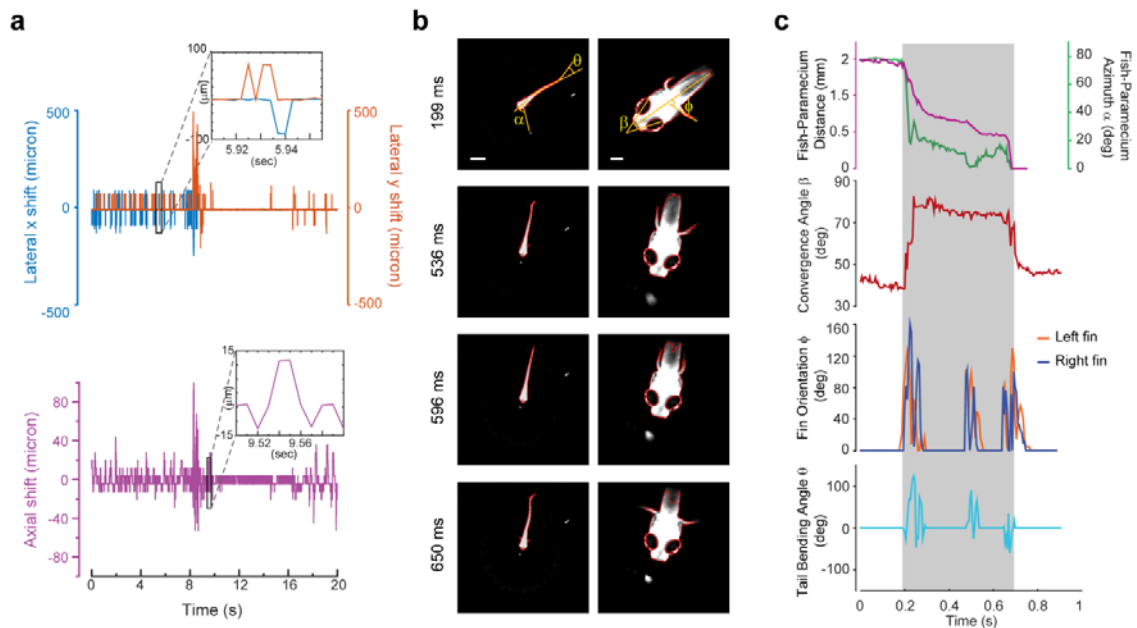 a
b
c
100
(µm)
-100
5.92
5.94
(sec)
500
0
-500
Lateral x shift (micron)
500
0
-500
Lateral y shift (micron)
15
(µm)
-15
9.52
9.56
(sec)
80
40
0
-40
-80
Axial shift (micron)
0
4
8
12
16
20
Time (s)
199 ms
θ
α
β
ϕ
536 ms
596 ms
650 ms
Fish-Paramecium
Distance (mm)
2
1.5
0.5
0
80
60
40
20
0
Fish-Paramecium
Azimuth α (deg)
Convergence Angle β
(deg)
90
70
50
30
Fin Orientation ϕ
(deg)
160
120
80
40
0
Left fin
Right fin
Tail Bending Angle θ
(deg)
100
0
-100
0
0.2
0.4
0.6
0.8
1
Time (s)